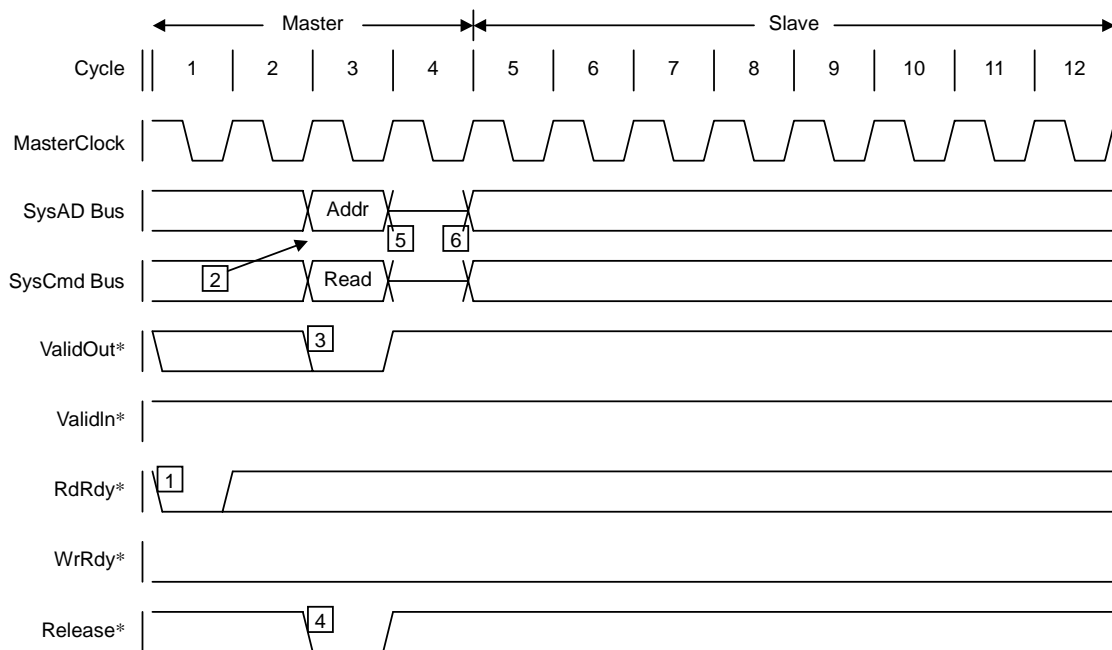 Master Slave
Cycle 1 2 3 4 5 6 7 8 9 10 11 12
MasterClock
SysAD Bus Addr
5 6
2
SysCmd Bus Read
ValidOut* 3
ValidIn*
RdRdy* 1
WrRdy*
Release* 4